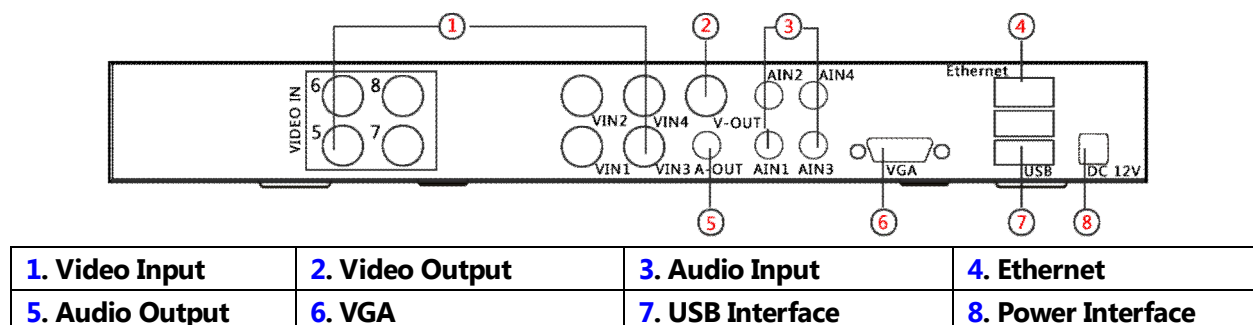 1 2 3 4
Ethernet
AIN2 AIN4
VIDEO IN
6 8
5 7
VIN2 VIN4 V-OUT
VIN1 VIN3 A-OUT AIN1 AIN3 VGA USB DC 12V
5 6 7 8
1. Video Input 2. Video Output 3. Audio Input 4. Ethernet
5. Audio Output 6. VGA 7. USB Interface 8. Power Interface